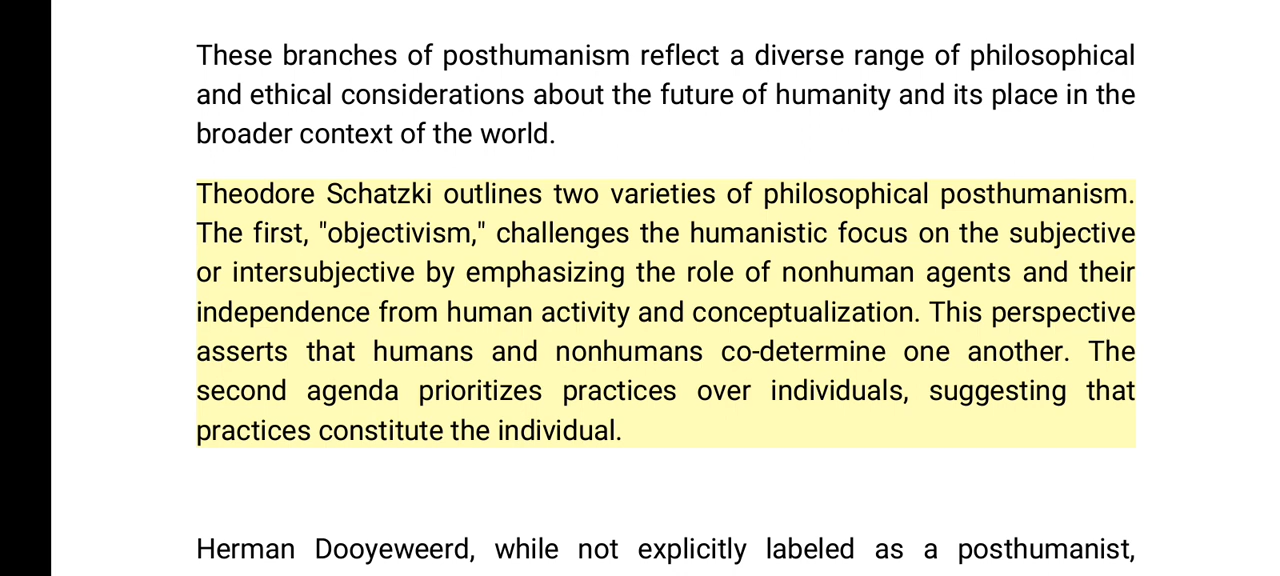 These branches of posthumanism reflect a diverse range of philosophical
and ethical considerations about the future of humanity and its place in the
broader context of the world.
Theodore Schatzki outlines two varieties of philosophical posthumanism.
The first, "objectivism," challenges the humanistic focus on the subjective
or intersubjective by emphasizing the role of nonhuman agents and their
independence from human activity and conceptualization. This perspective
asserts that humans and nonhumans co-determine one another. The
second agenda prioritizes practices over individuals, suggesting that
practices constitute the individual.
Herman Dooyeweerd, while not explicitly labeled as a posthumanist,